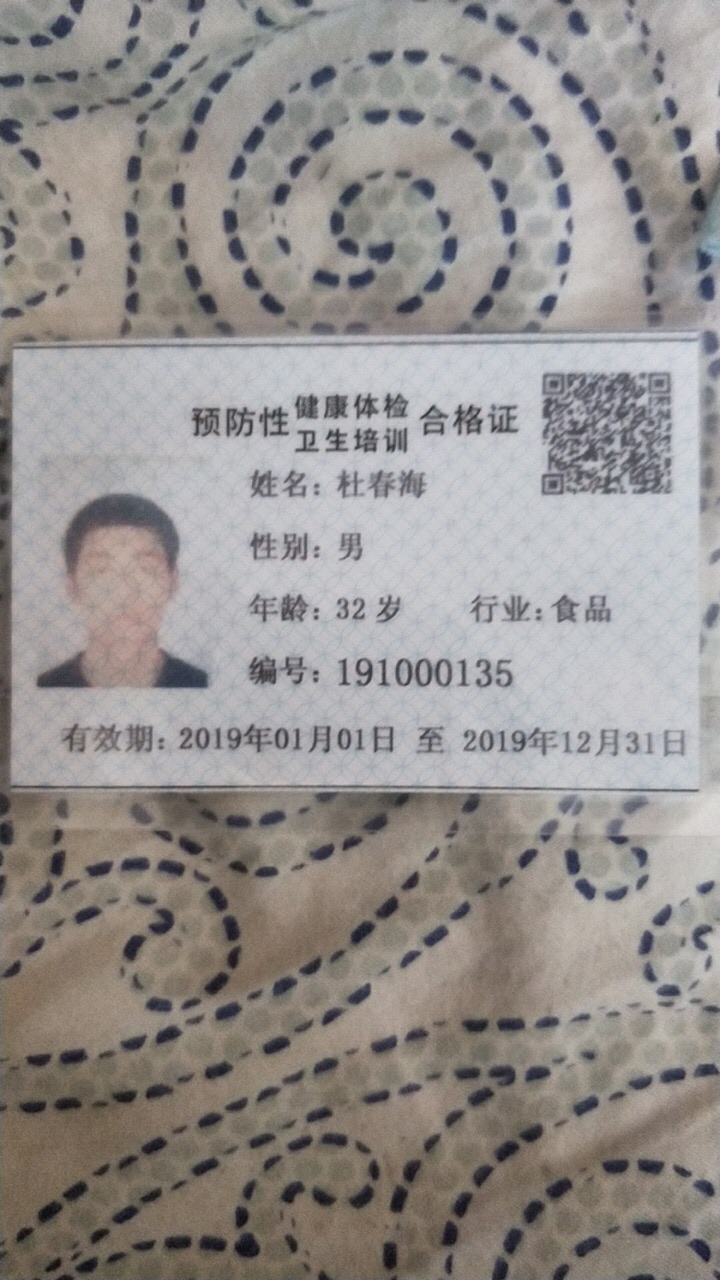 预防性健康体检卫生培训合格证
姓名：杜春海
性别：男
年龄：32岁 行业：食品
编号：191000135
有效期：2019年01月01日 至 2019年12月31日